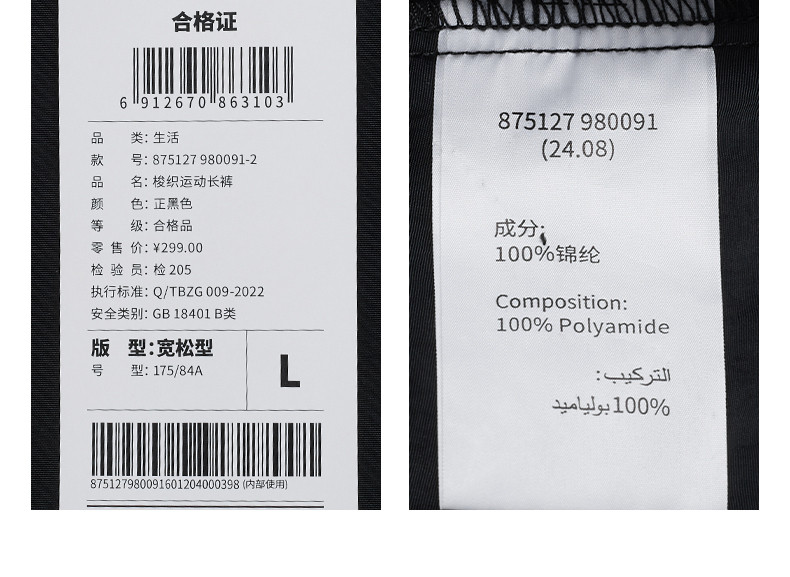 合格证
6 912670 863103
品 类: 生活
款 号: 875127 980091-2
品 名: 梭织运动长裤
颜 色: 正黑色
等 级: 合格品
零 售 价: ¥299.00
检 验 员: 检 205
执行标准: Q/TBZG 009-2022
安全类别: GB 18401 B类
版 型: 宽松型
号 型: 175/84A
L
875127980091601204000398 (内部使用)
875127 980091
(24.08)
成分:
100%锦纶
Composition:
100% Polyamide
التركيب:
100% بولياميد